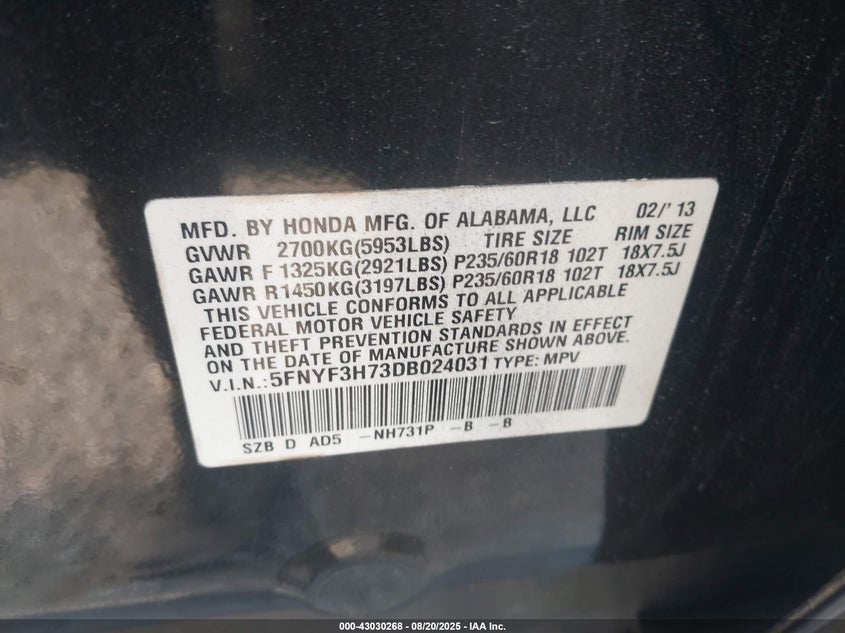 MFD. BY HONDA MFG. OF ALABAMA, LLC 02/' 13
GVWR 2700KG(5953LBS) TIRE SIZE RIM SIZE
GAWR F 1325KG(2921LBS) P235/60R18 102T 18X7.5J
GAWR R1450KG(3197LBS) P235/60R18 102T 18X7.5J
THIS VEHICLE CONFORMS TO ALL APPLICABLE
FEDERAL MOTOR VEHICLE SAFETY
AND THEFT PREVENTION STANDARDS IN EFFECT
ON THE DATE OF MANUFACTURE SHOWN ABOVE.
V.I.N.: 5FNYF3H73DB024031 TYPE: MPV
SZB D AD5 -NH731P -B -B
000-43030268 - 08/20/2025 - IAA Inc.